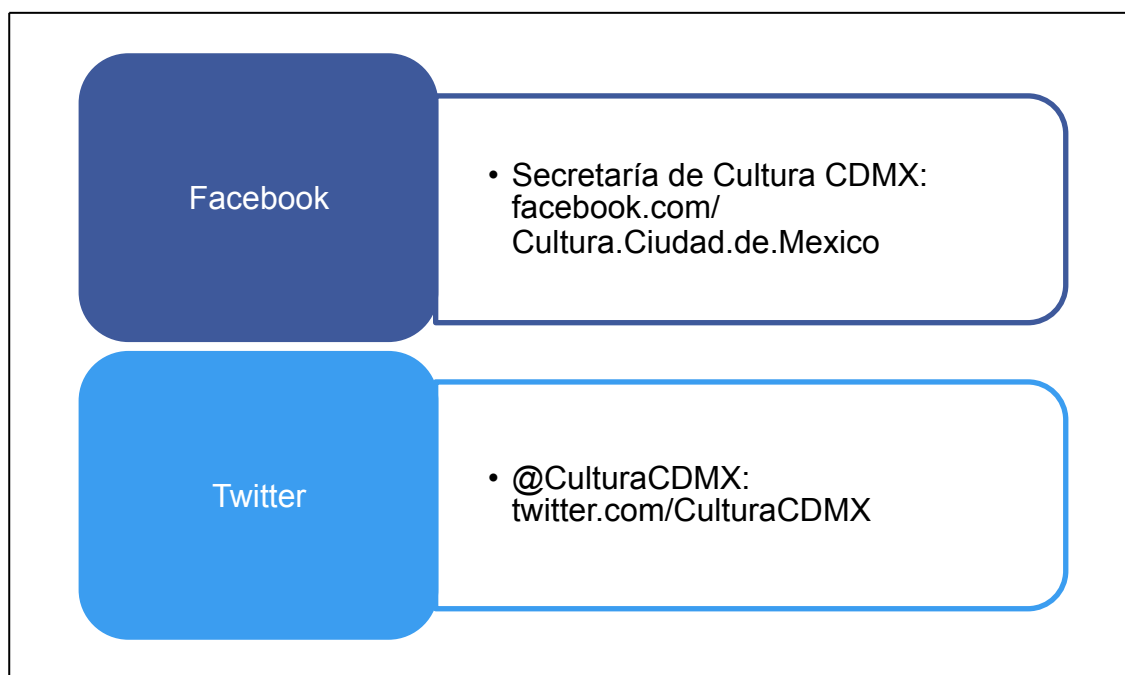 Facebook
• Secretaría de Cultura CDMX:
facebook.com/
Cultura.Ciudad.de.Mexico
Twitter
• @CulturaCDMX:
twitter.com/CulturaCDMX